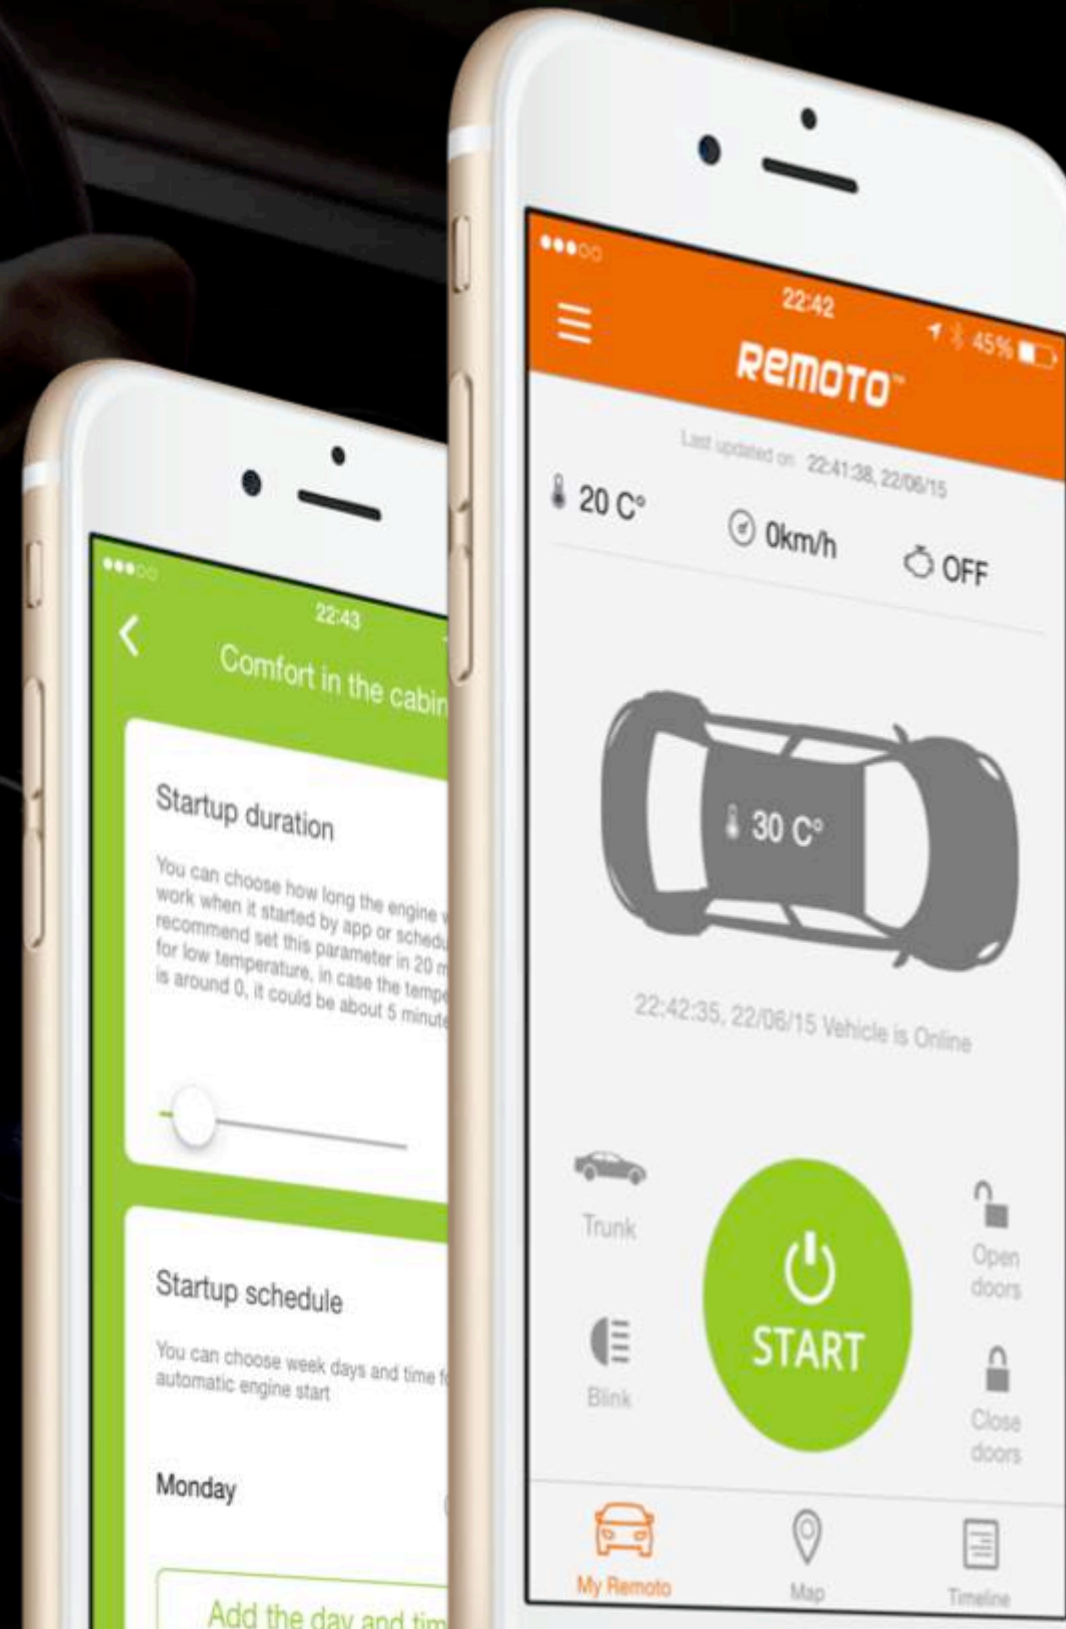 22:42
45%
REMOTO™
Last updated on 22:41:38, 22/06/15
20 C°
0km/h
OFF
30 C°
22:42:35, 22/06/15 Vehicle is Online
Trunk
Open
doors
START
Blink
Close
doors
My Remoto
Map
Timeline
22:43
Comfort in the cabin
Startup duration
You can choose how long the engine
work when it started by app or
recommend set this parameter in 20
for low temperature, in case the
is around 0, it could be about 5
Startup schedule
You can choose week days and time
automatic engine start
Monday
Add the day and